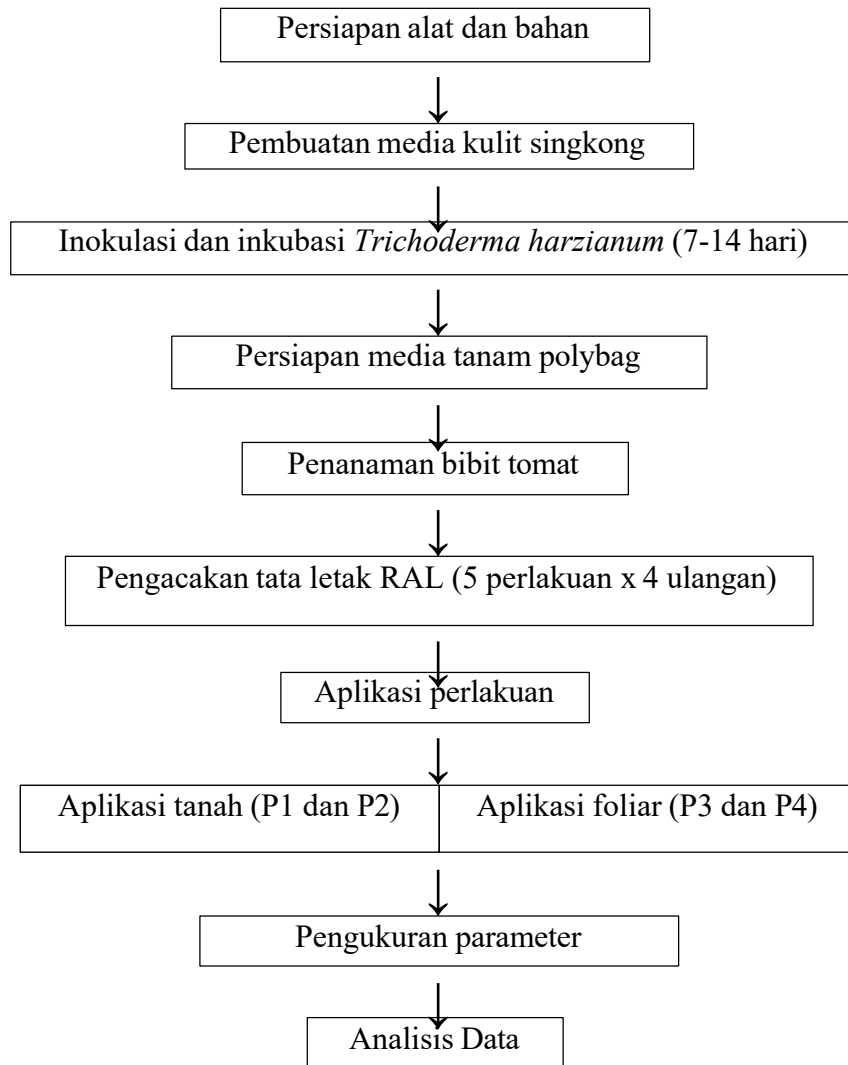 Persiapan alat dan bahan
Pembuatan media kulit singkong
Inokulasi dan inkubasi Trichoderma harzianum (7-14 hari)
Persiapan media tanam polybag
Penanaman bibit tomat
Pengacakan tata letak RAL (5 perlakuan x 4 ulangan)
Aplikasi perlakuan
Aplikasi tanah (P1 dan P2)
Aplikasi foliar (P3 dan P4)
Pengukuran parameter
Analisis Data